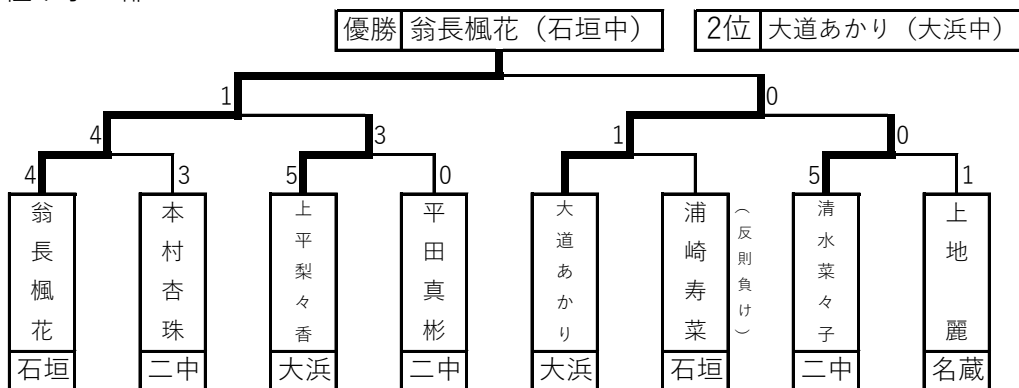 優勝 翁長楓花（石垣中） 2位 大道あかり（大浜中）
1 0
4 3 1 0
4 3 5 0 5 1
翁長楓花
本村杏珠
上平梨々香
平田真彬
大道あかり
浦崎寿菜
（反則負け）
清水菜々子
上地 麗
石垣 二中 大浜 二中 大浜 石垣 二中 名蔵